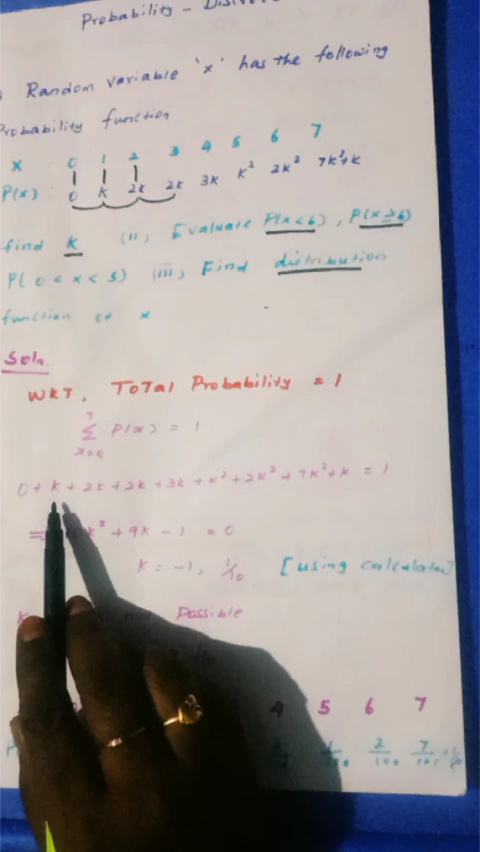 Probability -
Random variable 'x' has the following
Probability function
x 0 1 2 3 4 5 6 7
P(x) : 0 k 2k 2k 3k k² 2k² 7k²+k
find k (ii) Evaluate P(x<6), P(x≥6)
P(0<x<5) (iii) Find distribution
function of x
Soln.
WKT, Total Probability = 1
7
Σ P(x) = 1
x=0
0 + k + 2k + 2k + 3k + k² + 2k² + 7k² + k = 1
k² + 9k - 1 = 0
k = -1, 1/10 [using calculator]
not Possible
4 5 6 7